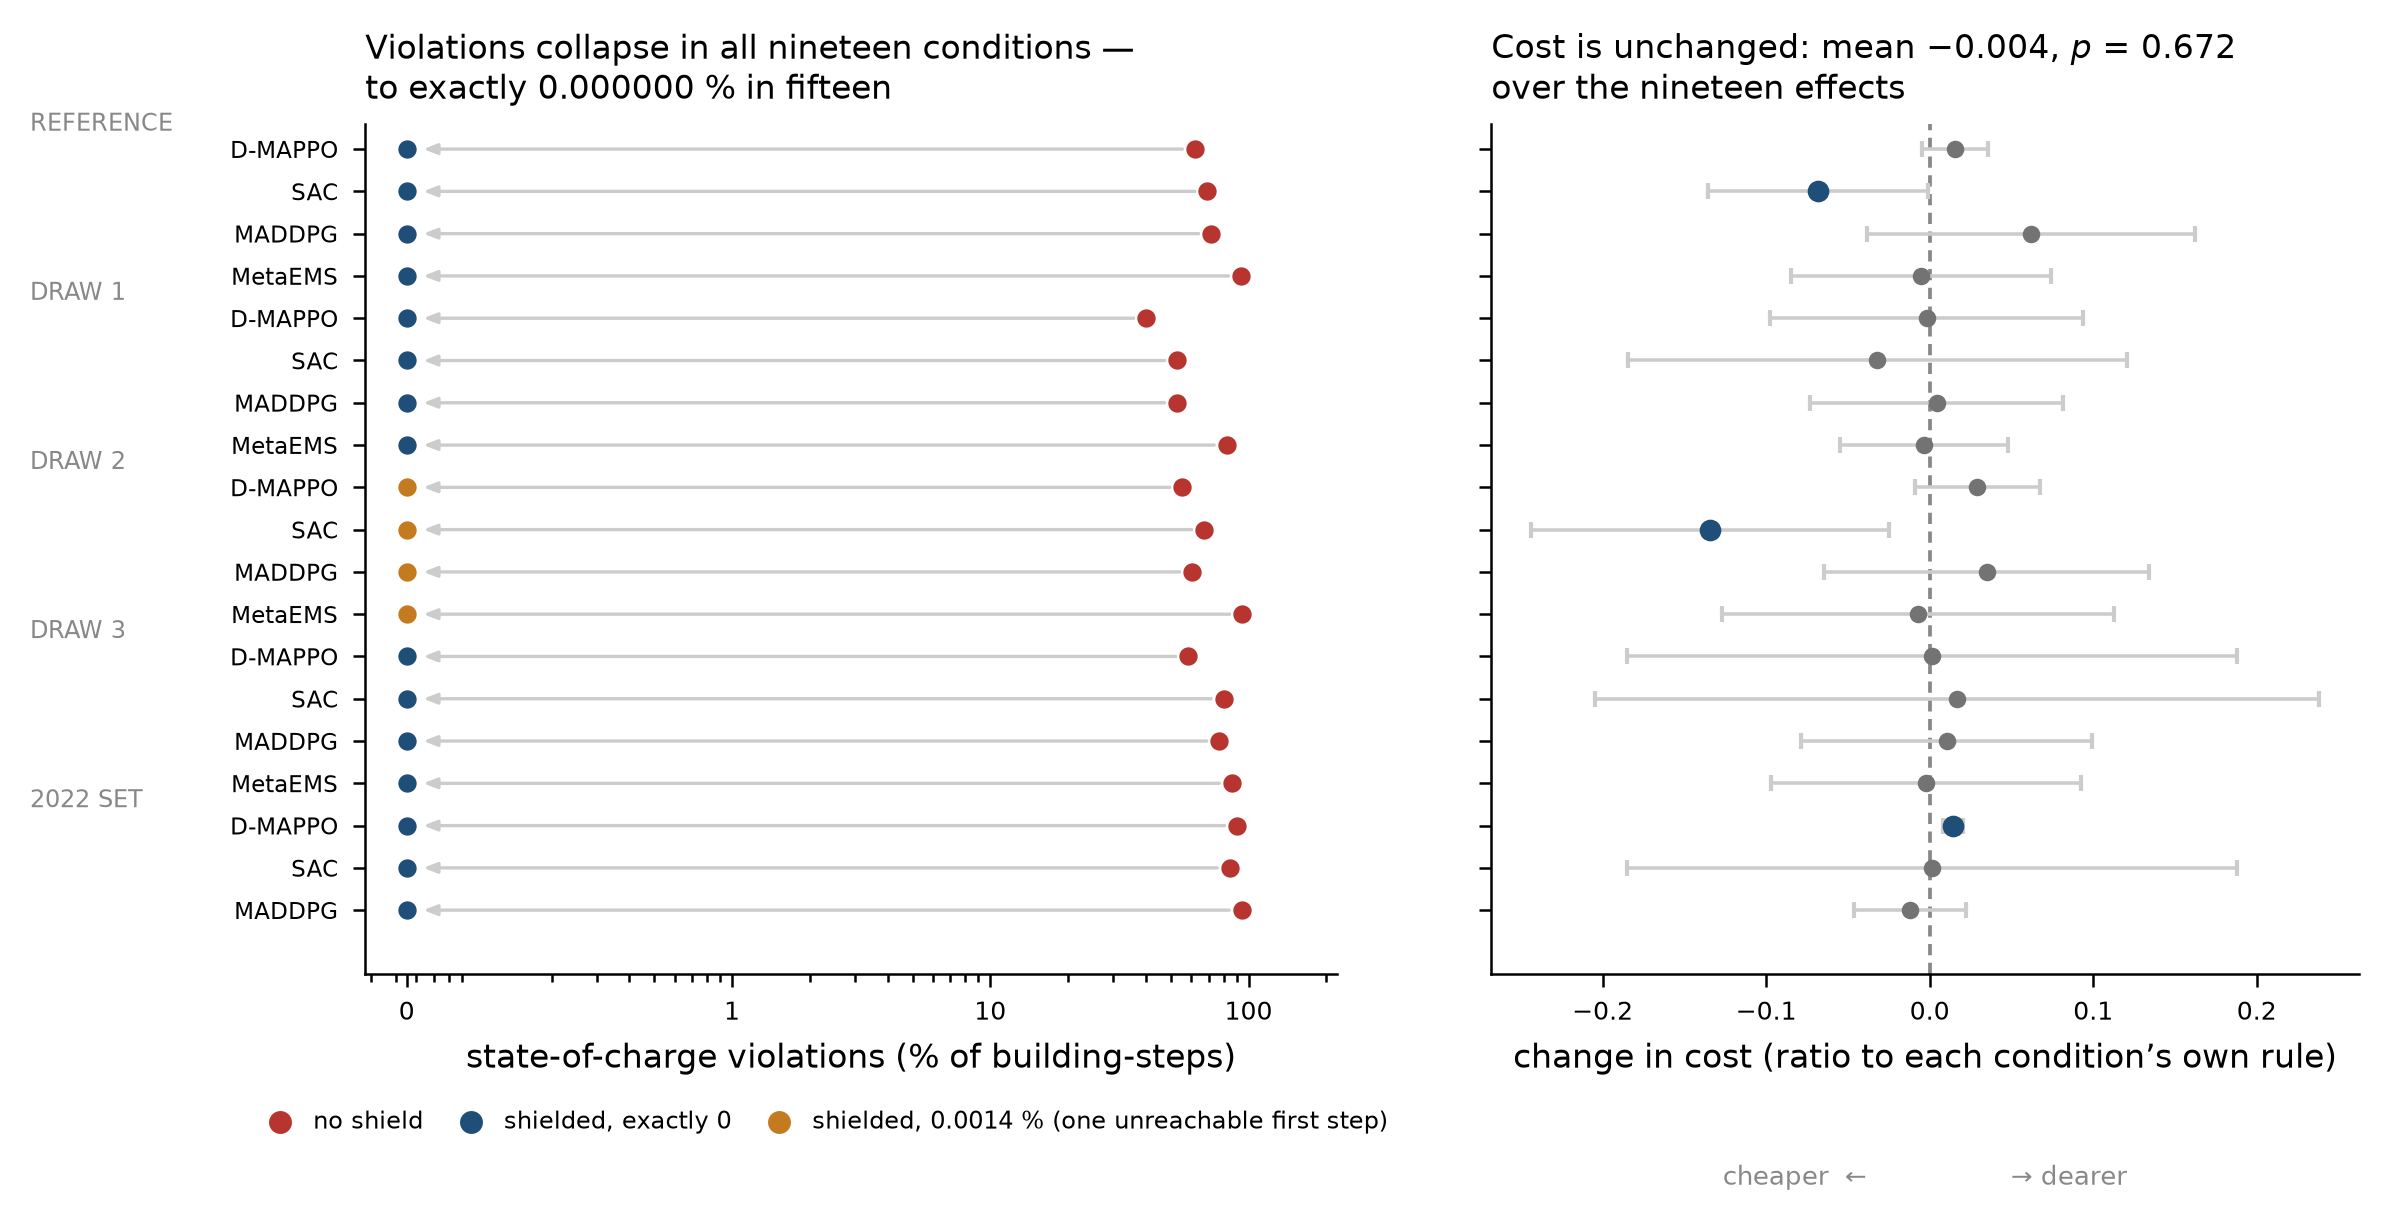 Violations collapse in all nineteen conditions —
to exactly 0.000000 % in fifteen
Cost is unchanged: mean −0.004, p = 0.672
over the nineteen effects
REFERENCE
D-MAPPO
SAC
MADDPG
MetaEMS
DRAW 1
D-MAPPO
SAC
MADDPG
MetaEMS
DRAW 2
D-MAPPO
SAC
MADDPG
MetaEMS
DRAW 3
D-MAPPO
SAC
MADDPG
MetaEMS
2022 SET
D-MAPPO
SAC
MADDPG
0 1 10 100
state-of-charge violations (% of building-steps)
−0.2 −0.1 0.0 0.1 0.2
change in cost (ratio to each condition’s own rule)
no shield
shielded, exactly 0
shielded, 0.0014 % (one unreachable first step)
cheaper ← → dearer